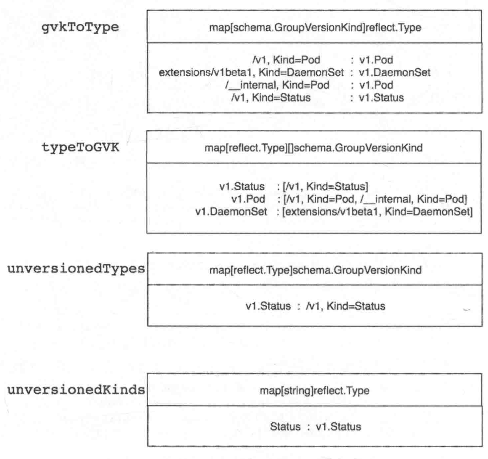 gvkToType
map[schema.GroupVersionKind]reflect.Type
/v1, Kind=Pod : v1.Pod
extensions/v1beta1, Kind=DaemonSet : v1.DaemonSet
/__internal, Kind=Pod : v1.Pod
/v1, Kind=Status : v1.Status
typeToGVK
map[reflect.Type][]schema.GroupVersionKind
v1.Status : [/v1, Kind=Status]
v1.Pod : [/v1, Kind=Pod, /__internal, Kind=Pod]
v1.DaemonSet : [extensions/v1beta1, Kind=DaemonSet]
unversionedTypes
map[reflect.Type]schema.GroupVersionKind
v1.Status : /v1, Kind=Status
unversionedKinds
map[string]reflect.Type
Status : v1.Status